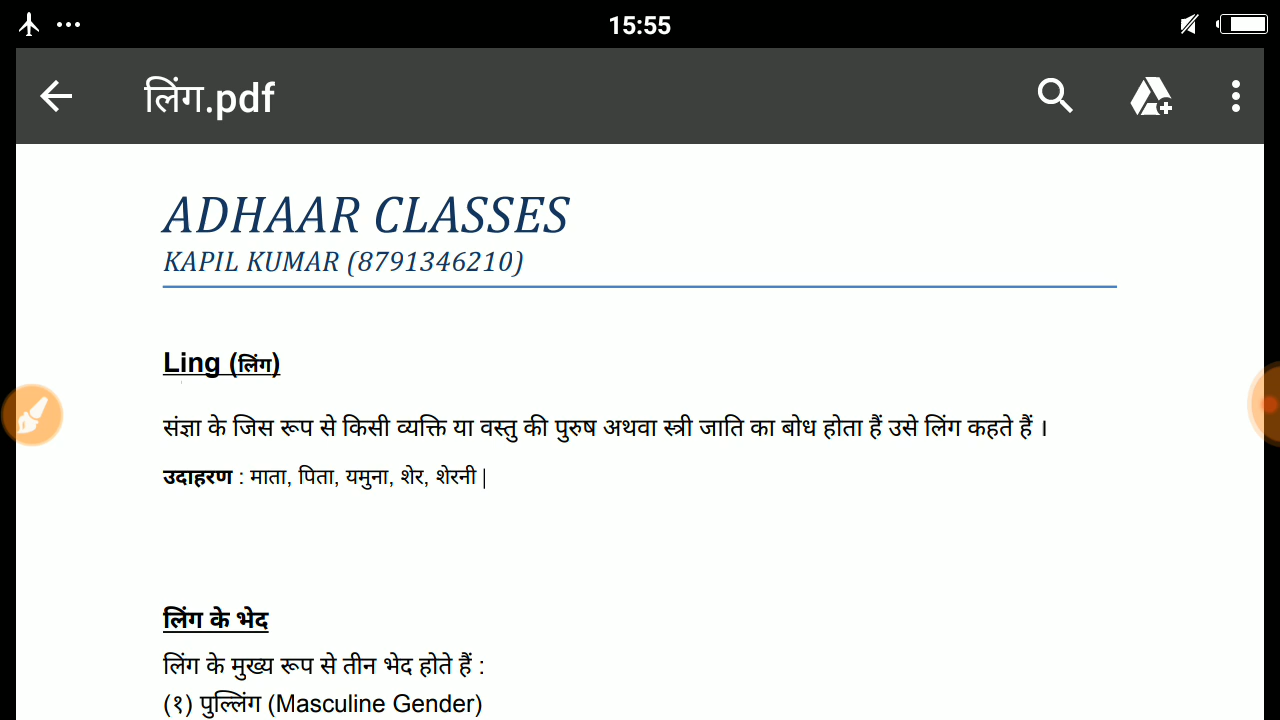 15:55
लिंग.pdf
ADHAAR CLASSES
KAPIL KUMAR (8791346210)
Ling (लिंग)
संज्ञा के जिस रूप से किसी व्यक्ति या वस्तु की पुरुष अथवा स्त्री जाति का बोध होता हैं उसे लिंग कहते हैं ।
उदाहरण : माता, पिता, यमुना, शेर, शेरनी |
लिंग के भेद
लिंग के मुख्य रूप से तीन भेद होते हैं :
(१) पुल्लिंग (Masculine Gender)